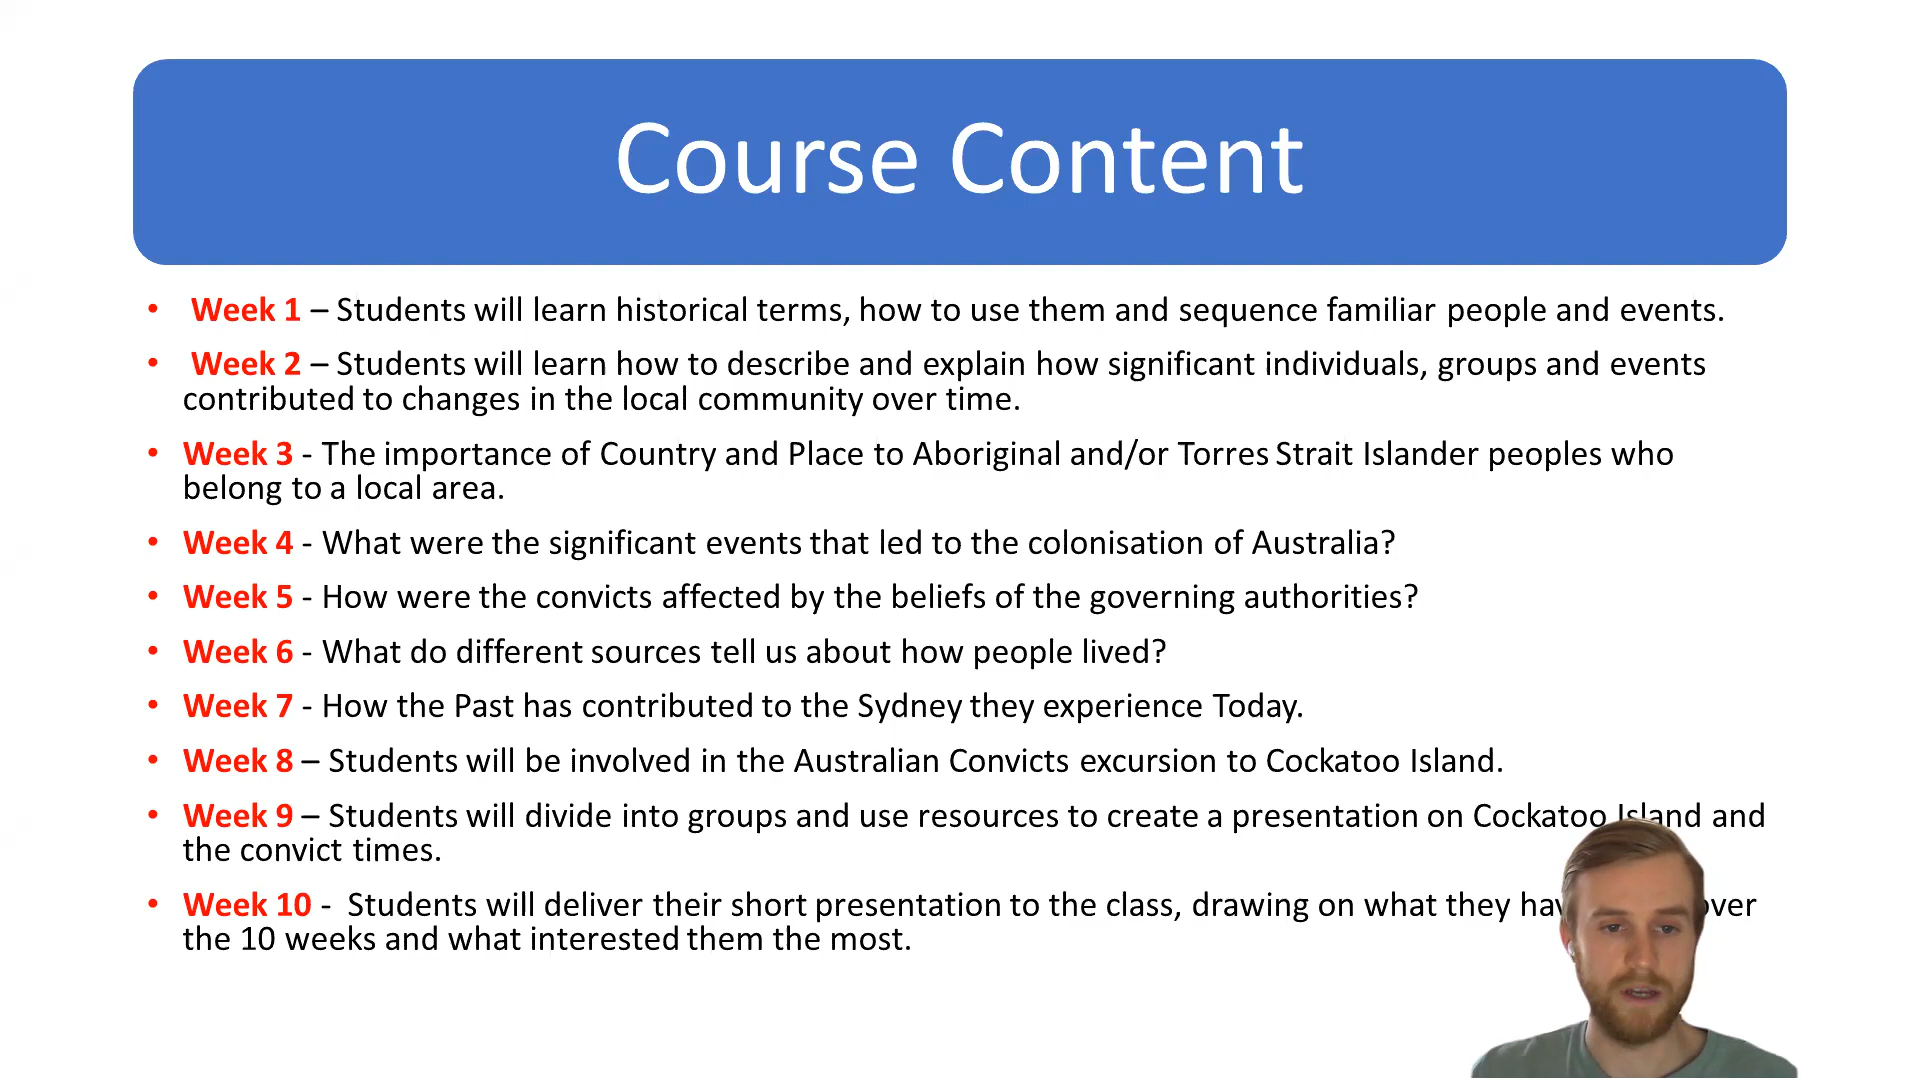 Course Content
• Week 1 – Students will learn historical terms, how to use them and sequence familiar people and events.
• Week 2 – Students will learn how to describe and explain how significant individuals, groups and events
contributed to changes in the local community over time.
• Week 3 - The importance of Country and Place to Aboriginal and/or Torres Strait Islander peoples who
belong to a local area.
• Week 4 - What were the significant events that led to the colonisation of Australia?
• Week 5 - How were the convicts affected by the beliefs of the governing authorities?
• Week 6 - What do different sources tell us about how people lived?
• Week 7 - How the Past has contributed to the Sydney they experience Today.
• Week 8 – Students will be involved in the Australian Convicts excursion to Cockatoo Island.
• Week 9 – Students will divide into groups and use resources to create a presentation on Cockatoo Island and
the convict times.
• Week 10 - Students will deliver their short presentation to the class, drawing on what they over
the 10 weeks and what interested them the most.